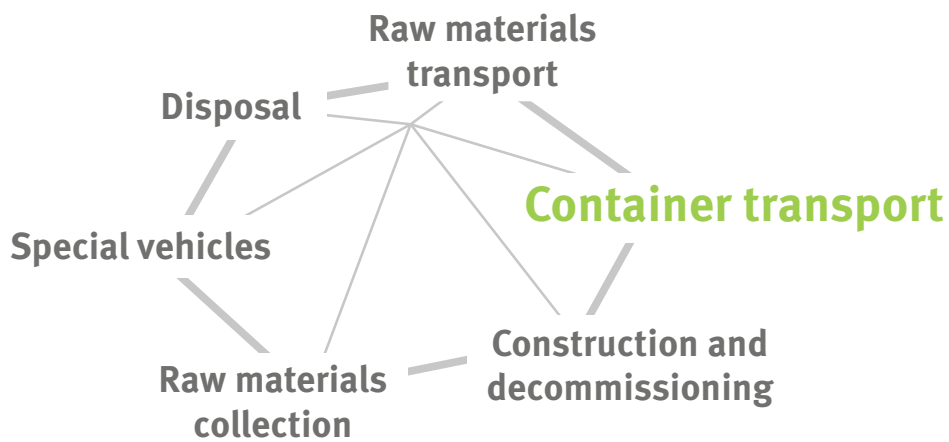 Raw materials
transport
Disposal
Container transport
Special vehicles
Construction and
decommissioning
Raw materials
collection